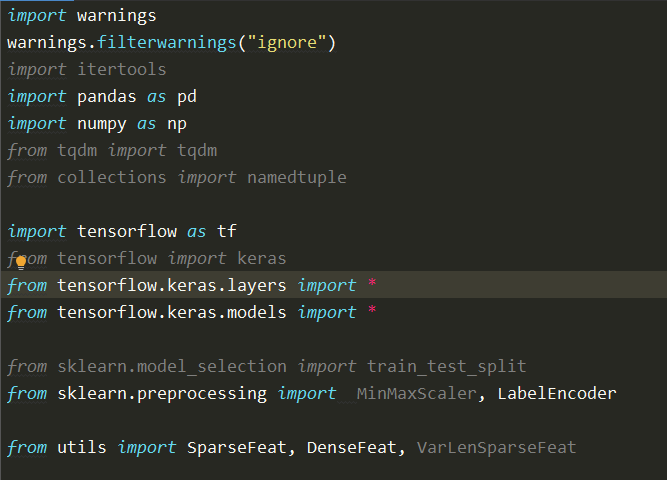 import warnings
warnings.filterwarnings("ignore")
import itertools
import pandas as pd
import numpy as np
from tqdm import tqdm
from collections import namedtuple
import tensorflow as tf
from tensorflow import keras
from tensorflow.keras.layers import *
from tensorflow.keras.models import *
from sklearn.model_selection import train_test_split
from sklearn.preprocessing import  MinMaxScaler, LabelEncoder
from utils import SparseFeat, DenseFeat, VarLenSparseFeat